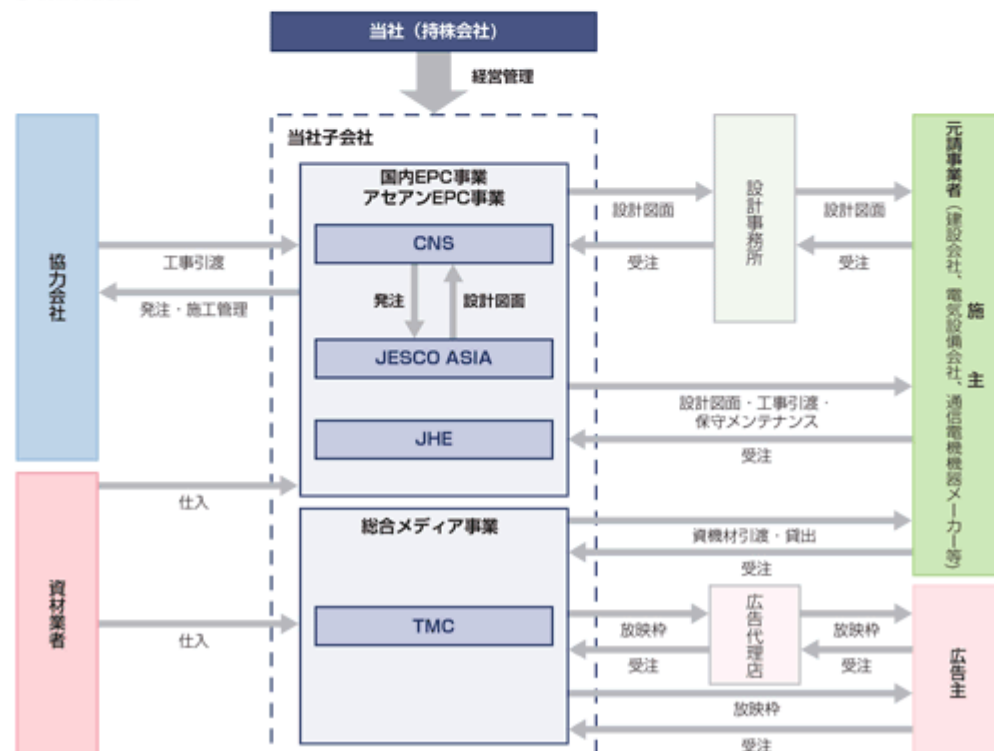 当社（持株会社）
経営管理
当社子会社
国内EPC事業
アセアンEPC事業
CNS
発注
設計図面
JESCO ASIA
JHE
総合メディア事業
TMC
協力会社
工事引渡
発注・施工管理
資材業者
仕入
仕入
設計図面
受注
設計事務所
設計図面
受注
設計図面・工事引渡・
保守メンテナンス
受注
資機材引渡・貸出
受注
施主
元請事業者（建設会社、電気設備会社、通信電機機器メーカー等）
放映枠
受注
広告代理店
放映枠
受注
放映枠
受注
広告主